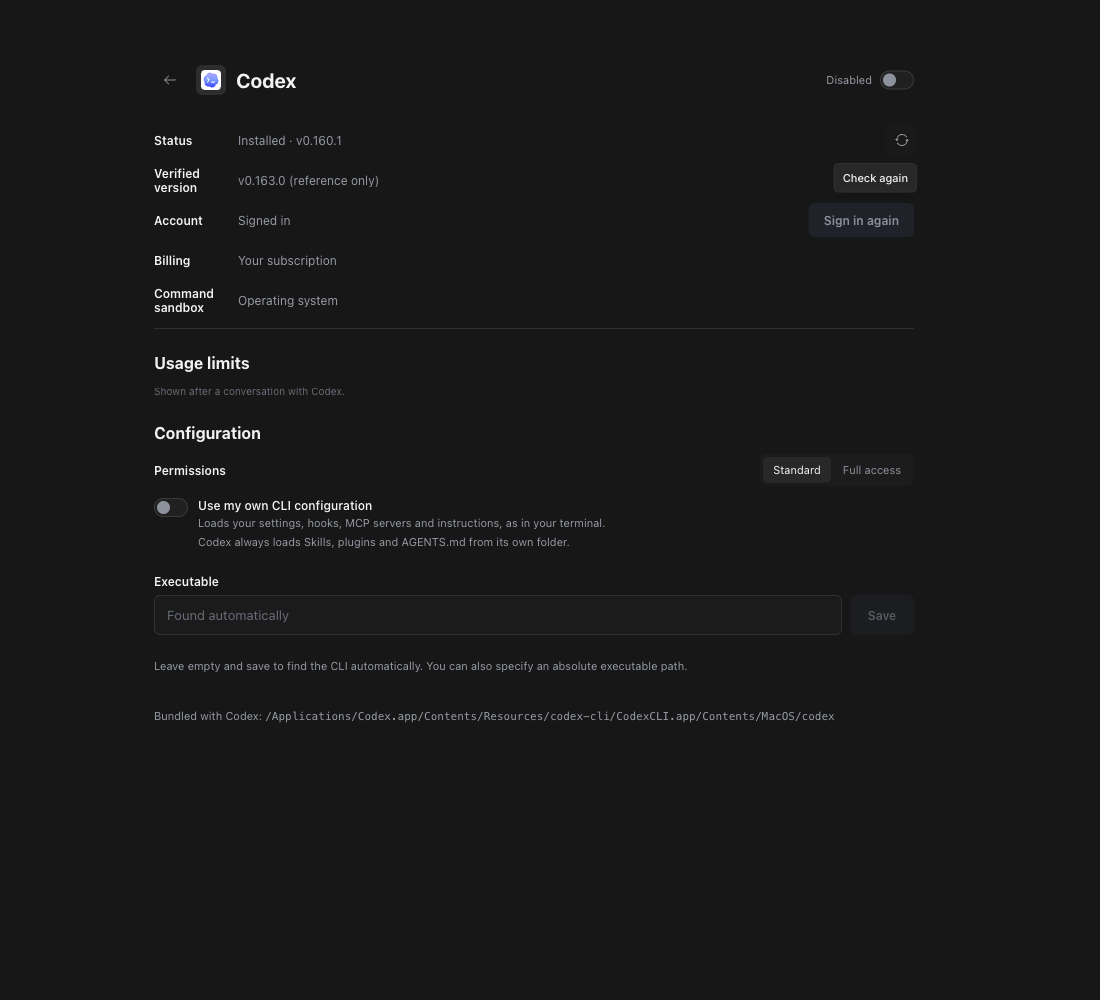 Codex
Disabled
Status
Installed · v0.160.1
Verified
version
v0.163.0 (reference only)
Check again
Account
Signed in
Sign in again
Billing
Your subscription
Command
sandbox
Operating system
Usage limits
Shown after a conversation with Codex.
Configuration
Permissions
Standard
Full access
Use my own CLI configuration
Loads your settings, hooks, MCP servers and instructions, as in your terminal.
Codex always loads Skills, plugins and AGENTS.md from its own folder.
Executable
Found automatically
Save
Leave empty and save to find the CLI automatically. You can also specify an absolute executable path.
Bundled with Codex: /Applications/Codex.app/Contents/Resources/codex-cli/CodexCLI.app/Contents/MacOS/codex